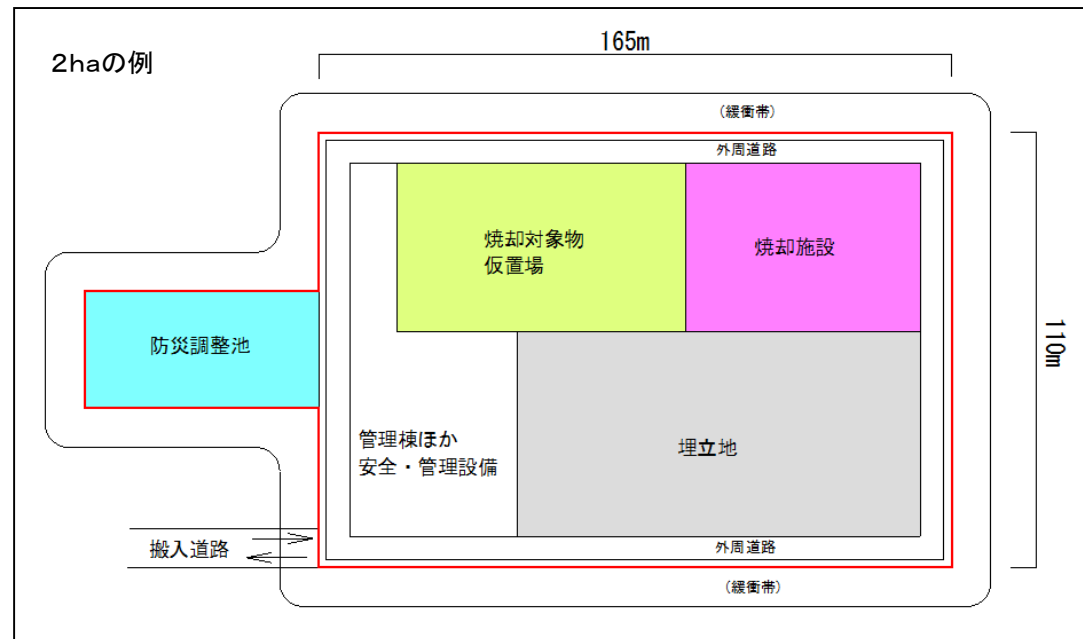 2haの例
165m
(緩衝帯)
外周道路
焼却対象物
仮置場
焼却施設
110m
防災調整池
管理棟ほか
安全・管理設備
埋立地
搬入道路
外周道路
(緩衝帯)